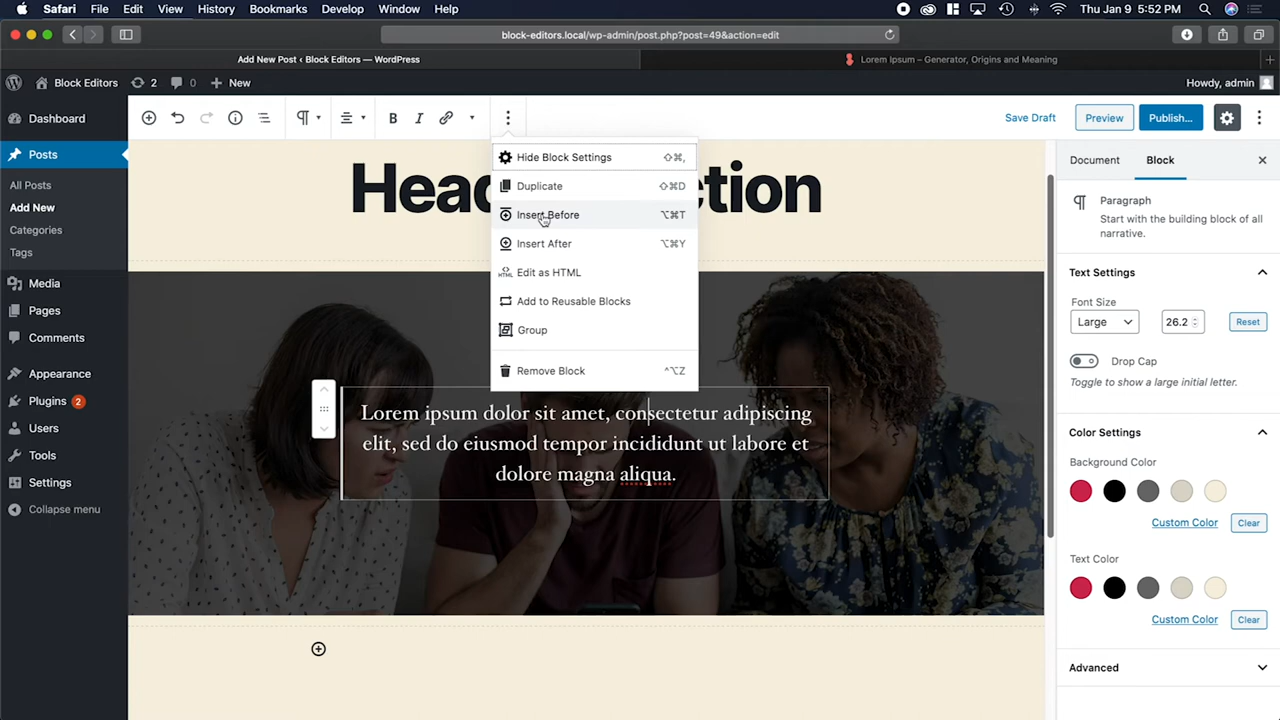 Safari File Edit View History Bookmarks Develop Window Help Thu Jan 9 5:52 PM
block-editors.local/wp-admin/post.php?post=49&action=edit
Add New Post ‹ Block Editors — WordPress
Lorem Ipsum – Generator, Origins and Meaning
Block Editors 2 0 New Howdy, admin
Dashboard
Posts
All Posts
Add New
Categories
Tags
Media
Pages
Comments
Appearance
Plugins 2
Users
Tools
Settings
Collapse menu
B I
Save Draft Preview Publish...
Hide Block Settings ⇧⌘,
Duplicate ⇧⌘D
Insert Before ⌥⌘T
Insert After ⌥⌘Y
HTML Edit as HTML
Add to Reusable Blocks
Group
Remove Block ^⌥Z
Lorem ipsum dolor sit amet, consectetur adipiscing
elit, sed do eiusmod tempor incididunt ut labore et
dolore magna aliqua.
Document Block
Paragraph
Start with the building block of all
narrative.
Text Settings
Font Size
Large 26.2 Reset
Drop Cap
Toggle to show a large initial letter.
Color Settings
Background Color
Custom Color Clear
Text Color
Custom Color Clear
Advanced